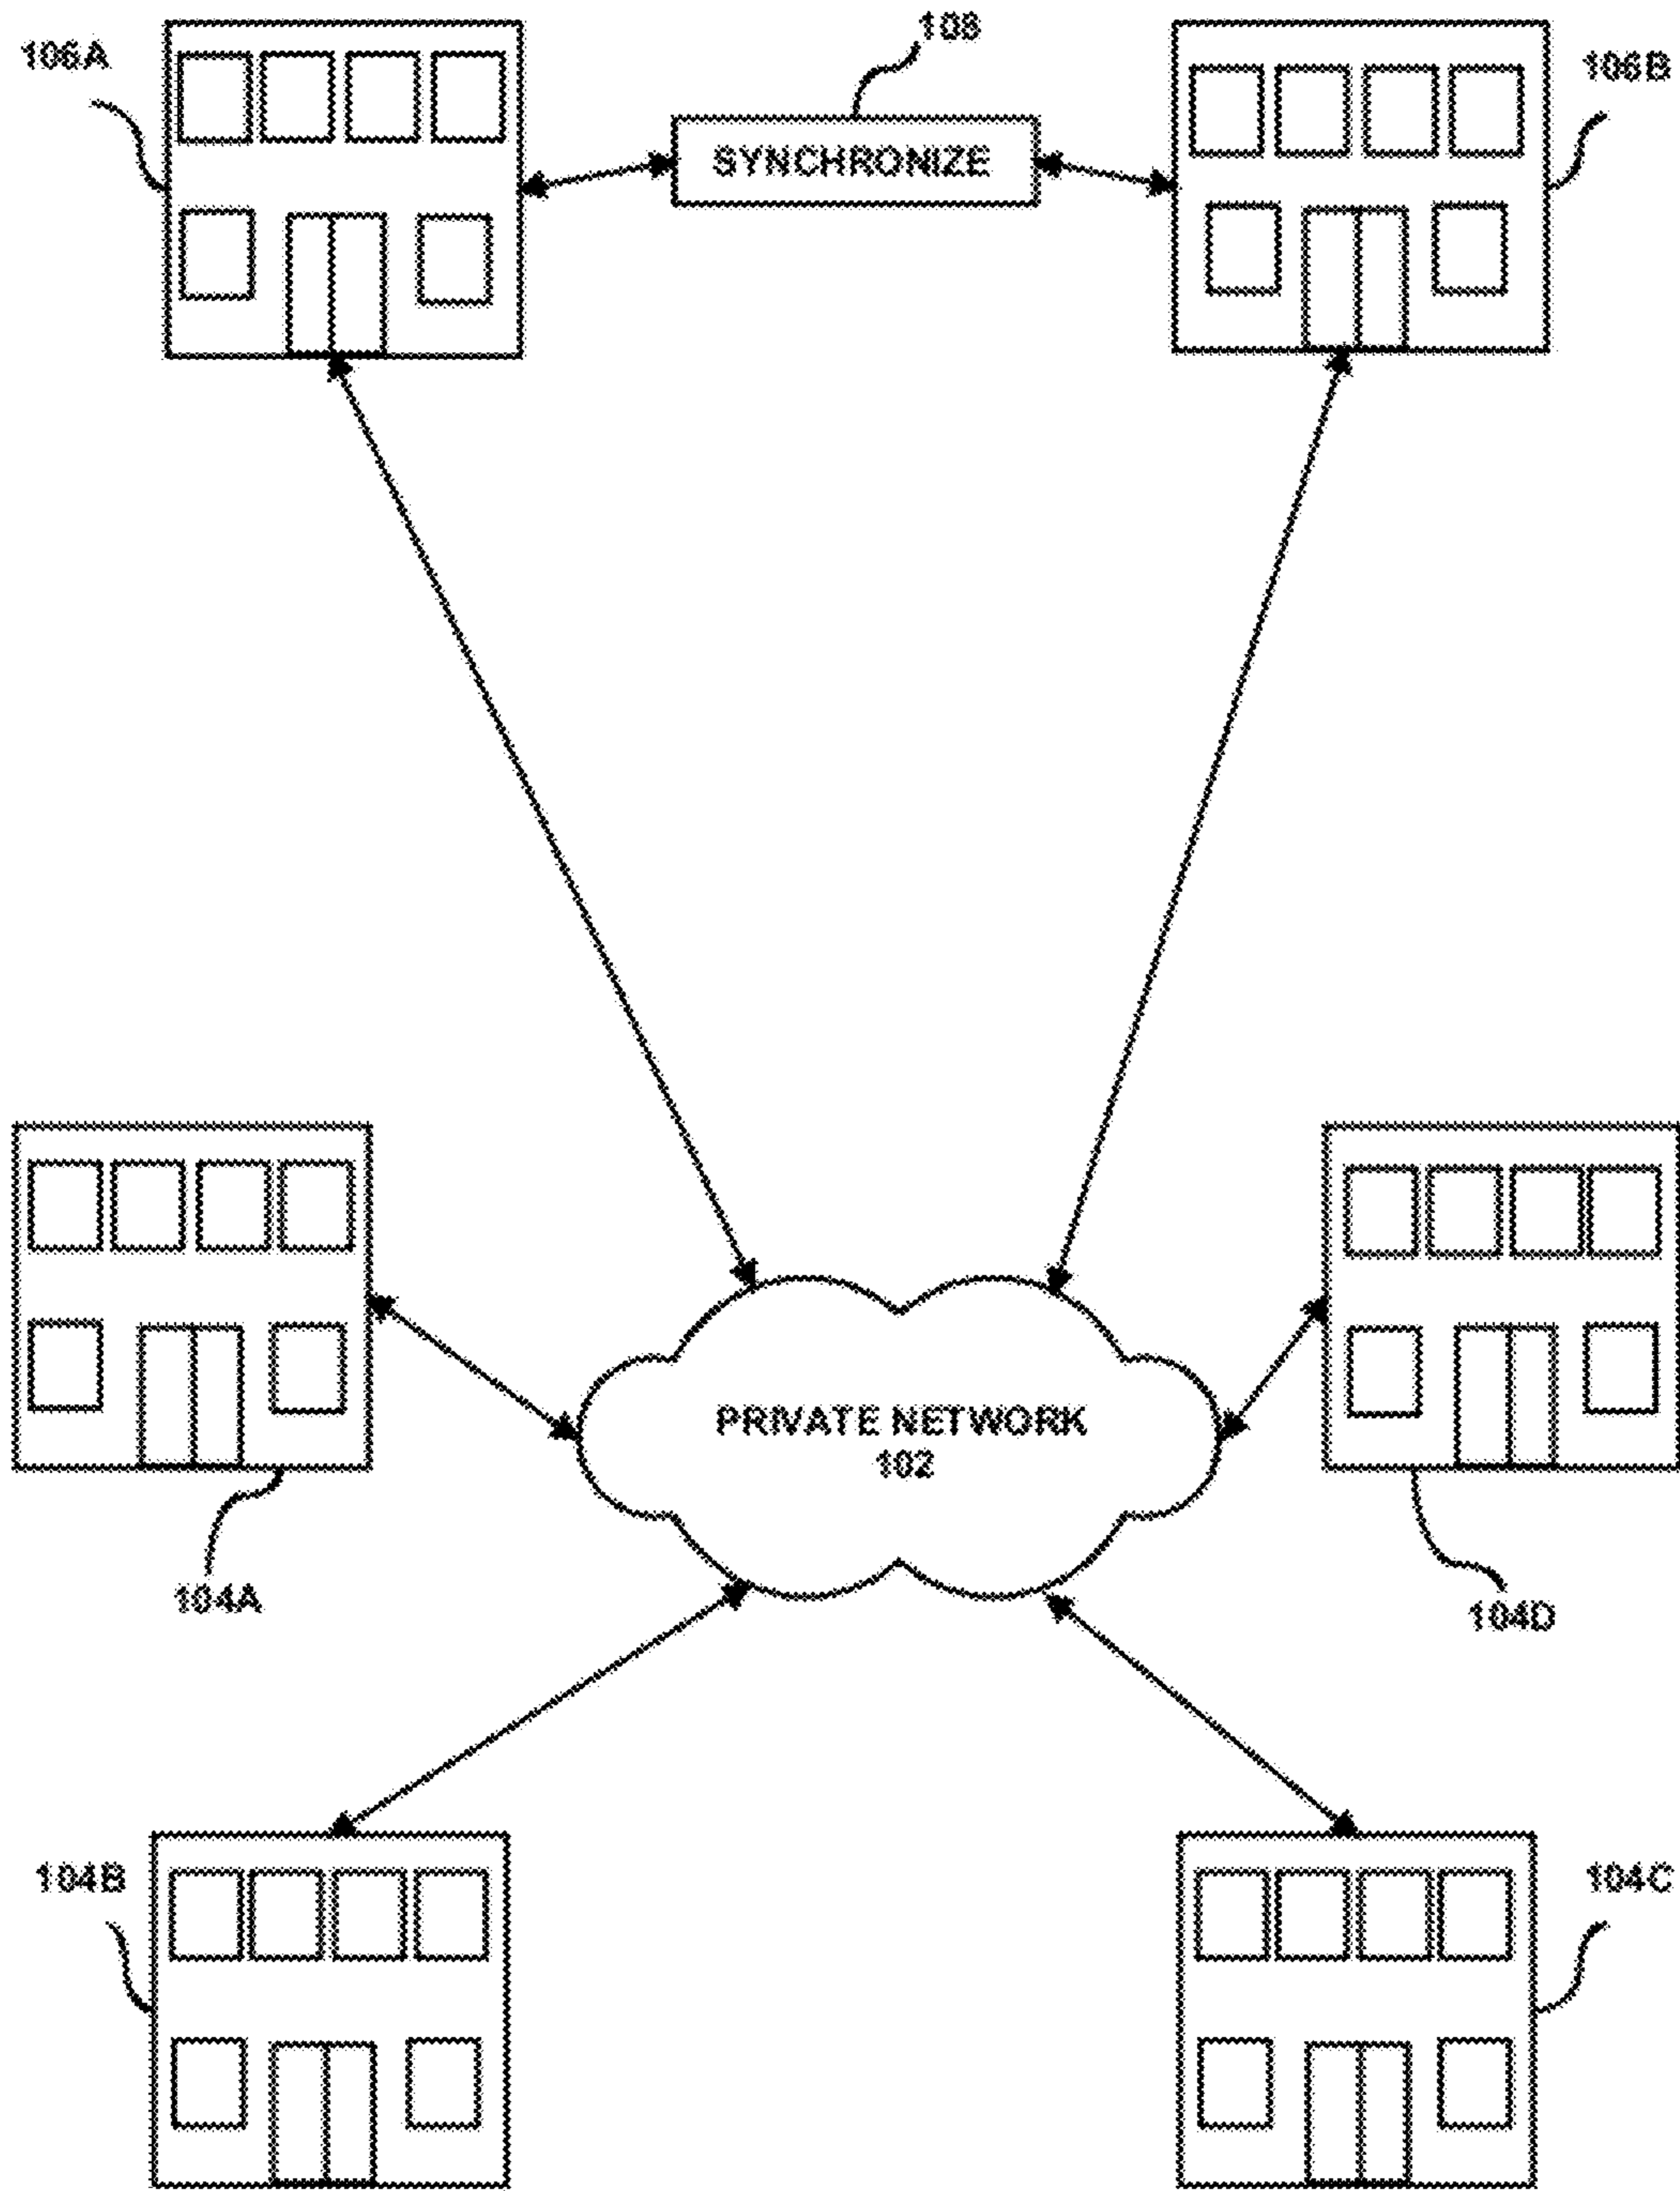 108
106A
106B
SYNCHRONIZE
PRIVATE NETWORK
102
104A
104D
104B
104C